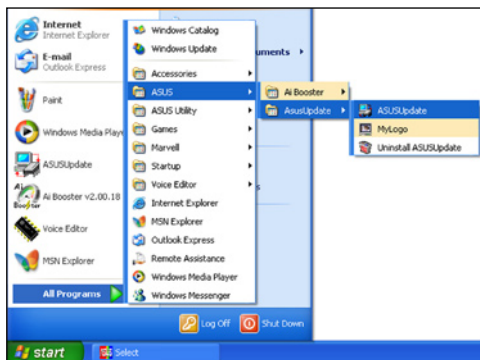 Internet
Internet Explorer
E-mail
Outlook Express
Paint
Windows Media Play
ASUSUpdate
Ai Booster v2.00.18
Voice Editor
MSN Explorer
All Programs
Windows Catalog
Windows Update
Accessories
ASUS
ASUS Utility
Games
Marvell
Startup
Voice Editor
Internet Explorer
MSN Explorer
Outlook Express
Remote Assistance
Windows Media Player
Windows Messenger
uments
s
Ai Booster
AsusUpdate
ASUSUpdate
MyLogo
Uninstall ASUSUpdate
Log Off
Shut Down
start
Select